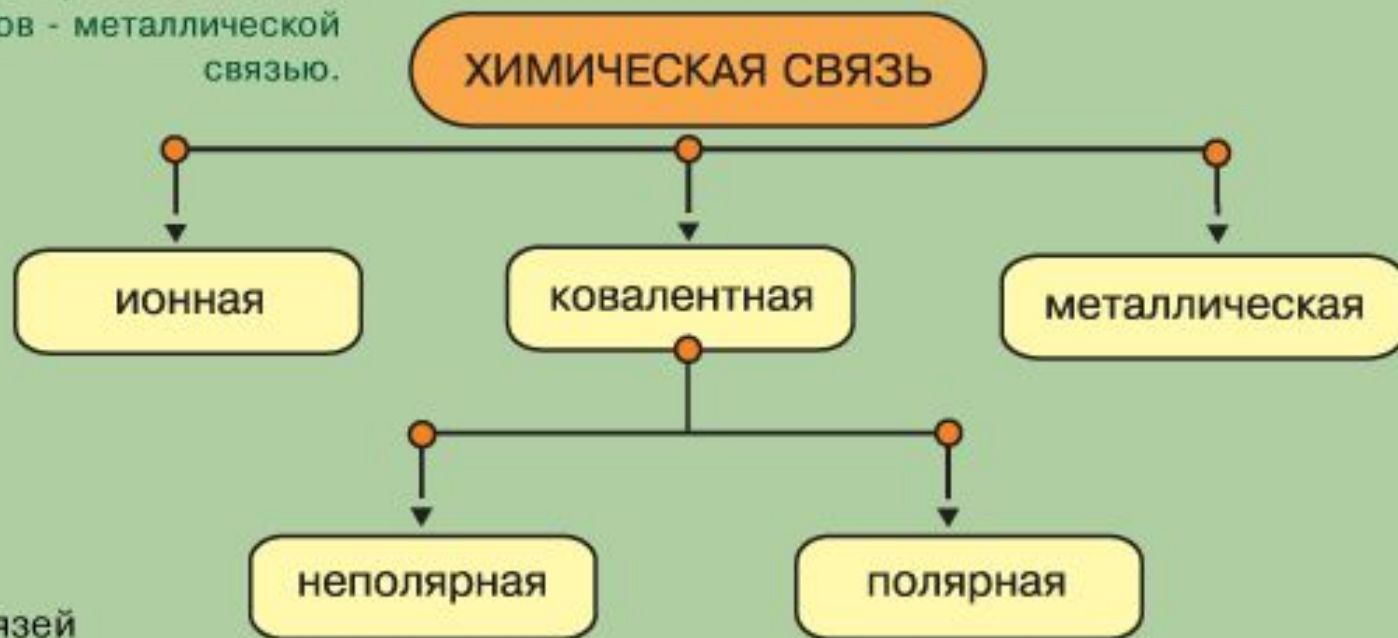 ов - металлической
связью.
ХИМИЧЕСКАЯ СВЯЗЬ
ионная
ковалентная
металлическая
неполярная
полярная
язей